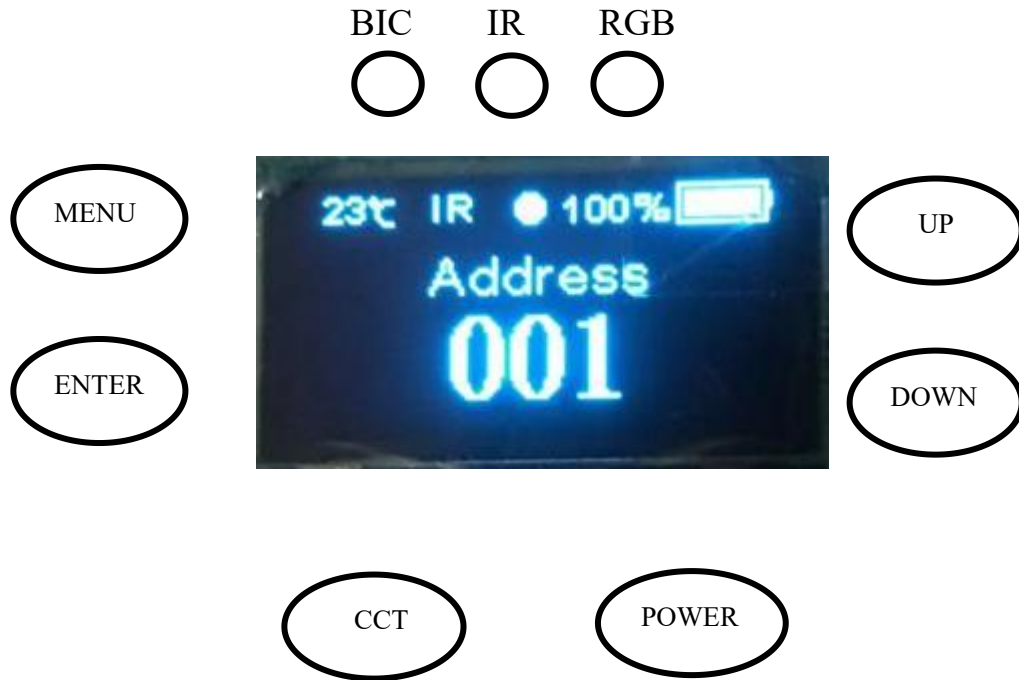 BIC IR RGB
MENU
23℃ IR 100%
UP
Address
001
ENTER
DOWN
CCT
POWER